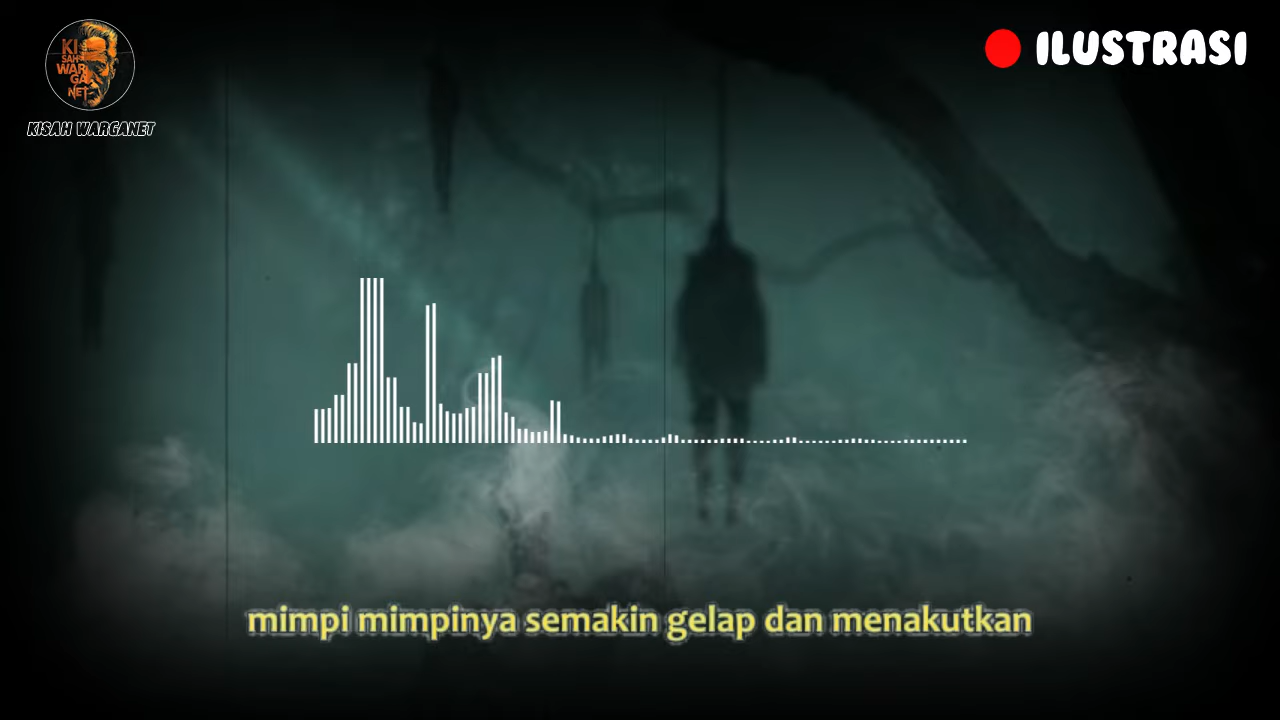 KI
SAH
WAR
GA
NET
KISAH WARGANET
ILUSTRASI
mimpi mimpinya semakin gelap dan menakutkan